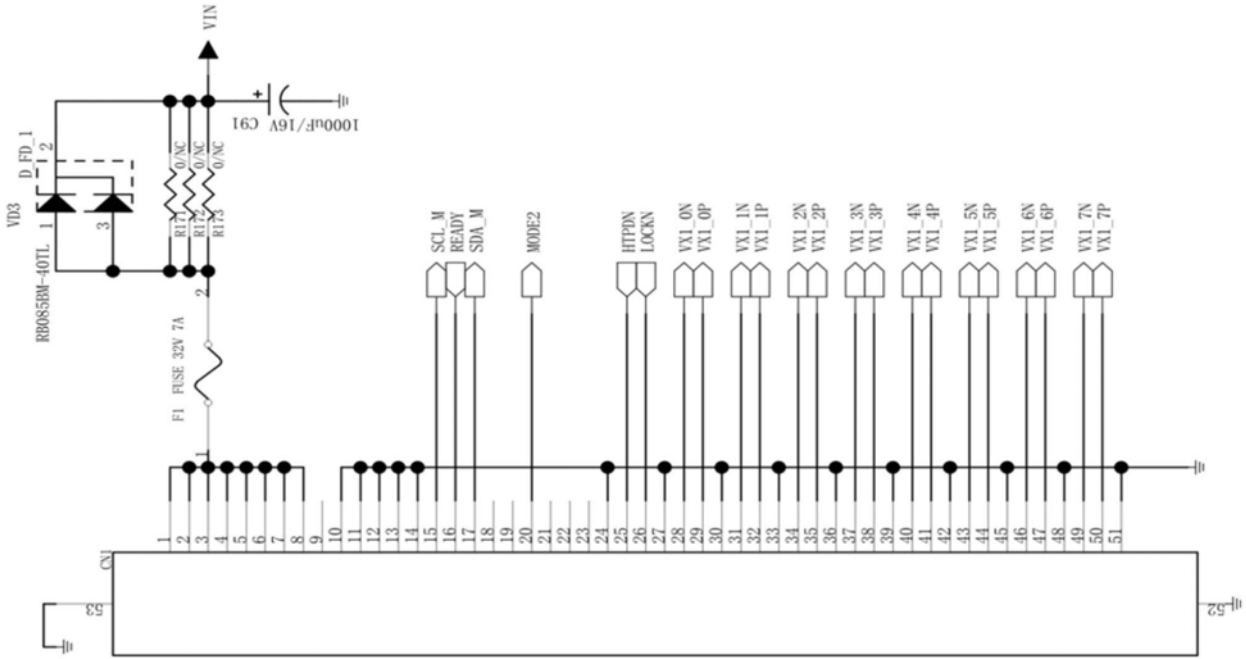 VIN
D_FD_1
VD3
2
1
3
RB085BM-40TL
0/NC
0/NC
0/NC
R171
R172
R173
+
C91
1000uF/16V
2
F1 FUSE 32V 7A
1
SCL_M
READY
SDA_M
MODE2
HTPDN
LOCKN
VX1_0N
VX1_0P
VX1_1N
VX1_1P
VX1_2N
VX1_2P
VX1_3N
VX1_3P
VX1_4N
VX1_4P
VX1_5N
VX1_5P
VX1_6N
VX1_6P
VX1_7N
VX1_7P
1
2
3
4
5
6
7
8
9
10
11
12
13
14
15
16
17
18
19
20
21
22
23
24
25
26
27
28
29
30
31
32
33
34
35
36
37
38
39
40
41
42
43
44
45
46
47
48
49
50
51
CN1
53
52